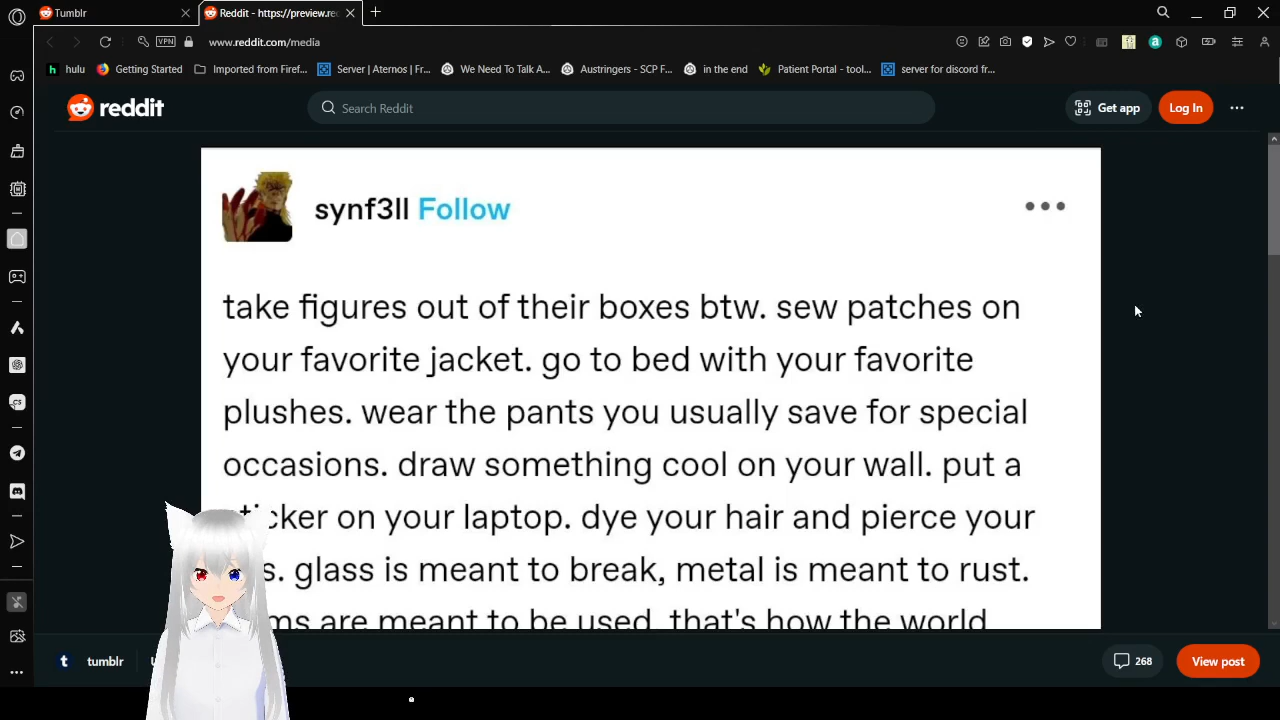 Tumblr
Reddit - https://preview.rec
VPN
www.reddit.com/media
hulu
Getting Started
Imported from Firef...
Server | Aternos | Fr...
We Need To Talk A...
Austringers - SCP F...
in the end
Patient Portal - tool...
server for discord fr...
reddit
Search Reddit
Get app
Log In
synf3ll Follow
take figures out of their boxes btw. sew patches on
your favorite jacket. go to bed with your favorite
plushes. wear the pants you usually save for special
occasions. draw something cool on your wall. put a
sticker on your laptop. dye your hair and pierce your
glass is meant to break, metal is meant to rust.
are meant to be used. that's how the world
tumblr
268
View post